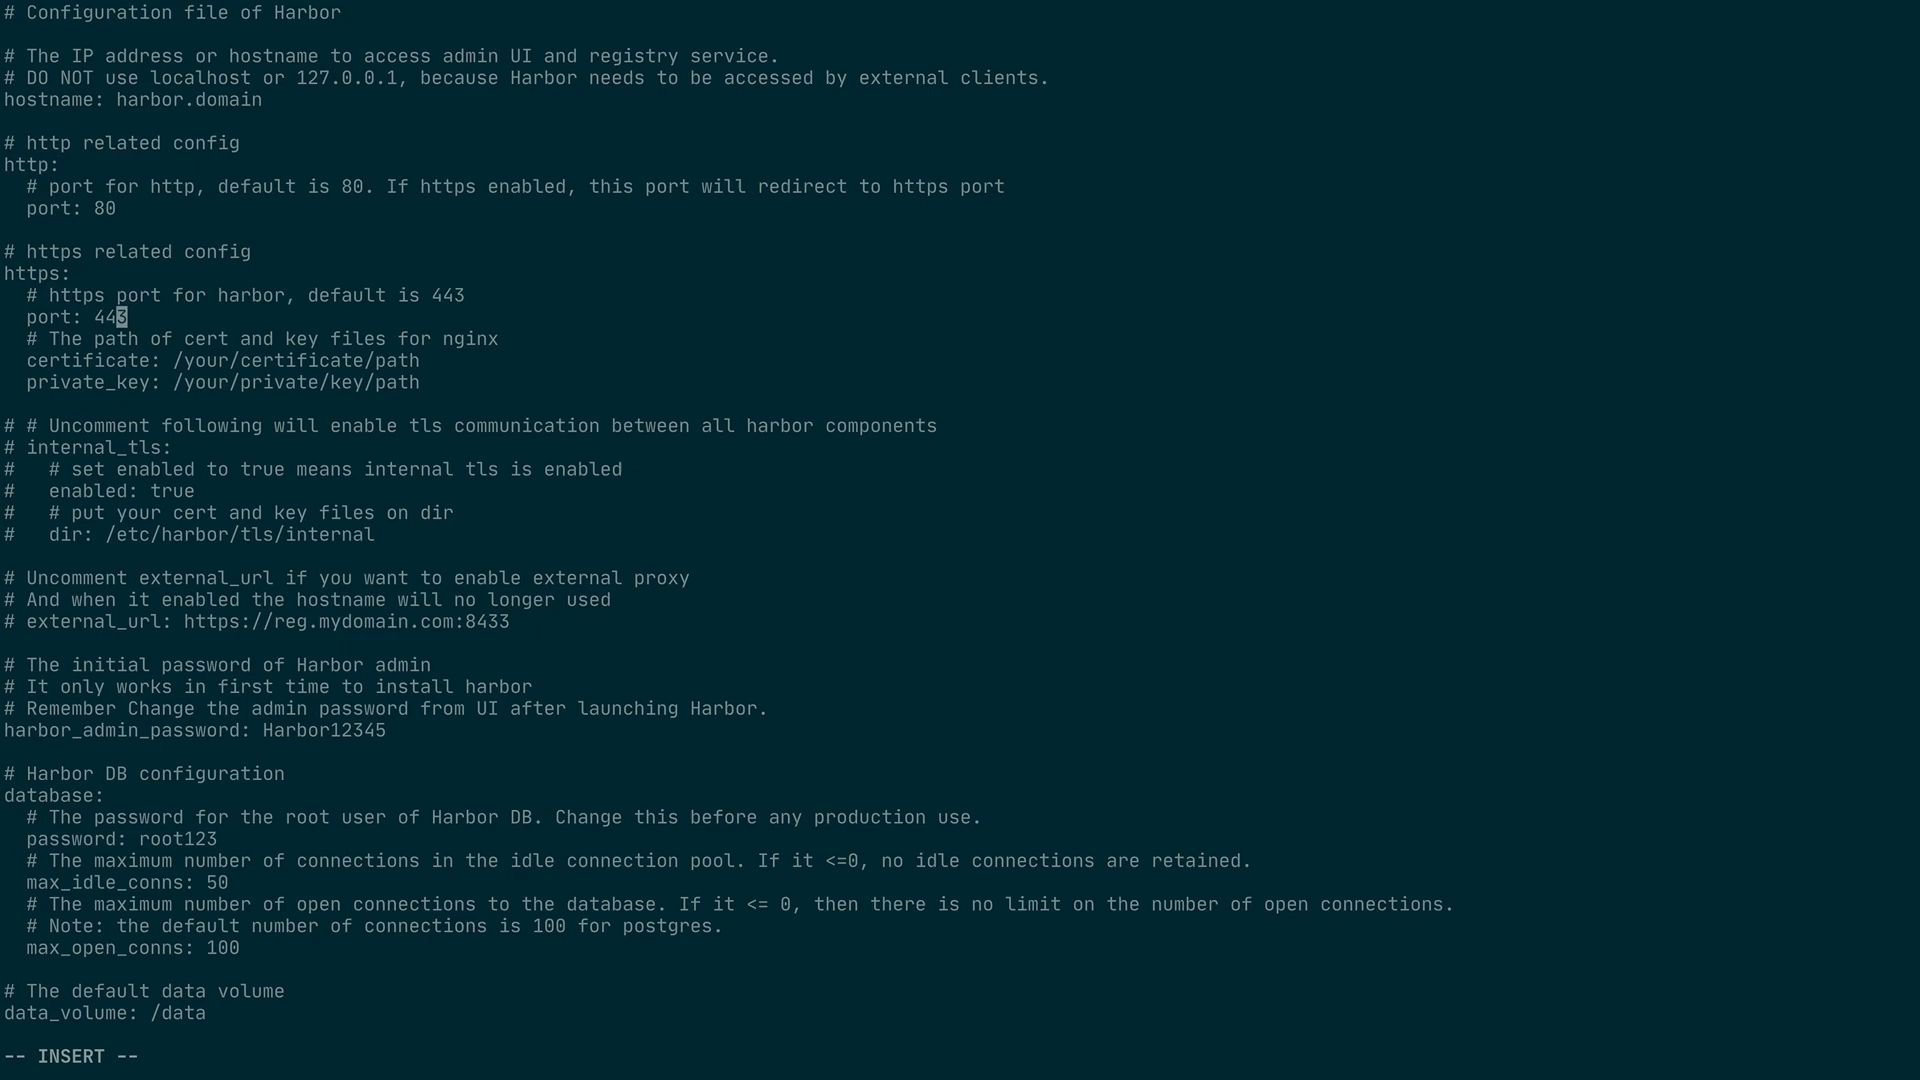 # Configuration file of Harbor
# The IP address or hostname to access admin UI and registry service.
# DO NOT use localhost or 127.0.0.1, because Harbor needs to be accessed by external clients.
hostname: harbor.domain
# http related config
http:
  # port for http, default is 80. If https enabled, this port will redirect to https port
  port: 80
# https related config
https:
  # https port for harbor, default is 443
  port: 443
  # The path of cert and key files for nginx
  certificate: /your/certificate/path
  private_key: /your/private/key/path
# # Uncomment following will enable tls communication between all harbor components
# internal_tls:
#   # set enabled to true means internal tls is enabled
#   enabled: true
#   # put your cert and key files on dir
#   dir: /etc/harbor/tls/internal
# Uncomment external_url if you want to enable external proxy
# And when it enabled the hostname will no longer used
# external_url: https://reg.mydomain.com:8433
# The initial password of Harbor admin
# It only works in first time to install harbor
# Remember Change the admin password from UI after launching Harbor.
harbor_admin_password: Harbor12345
# Harbor DB configuration
database:
  # The password for the root user of Harbor DB. Change this before any production use.
  password: root123
  # The maximum number of connections in the idle connection pool. If it <=0, no idle connections are retained.
  max_idle_conns: 50
  # The maximum number of open connections to the database. If it <= 0, then there is no limit on the number of open connections.
  # Note: the default number of connections is 100 for postgres.
  max_open_conns: 100
# The default data volume
data_volume: /data
-- INSERT --